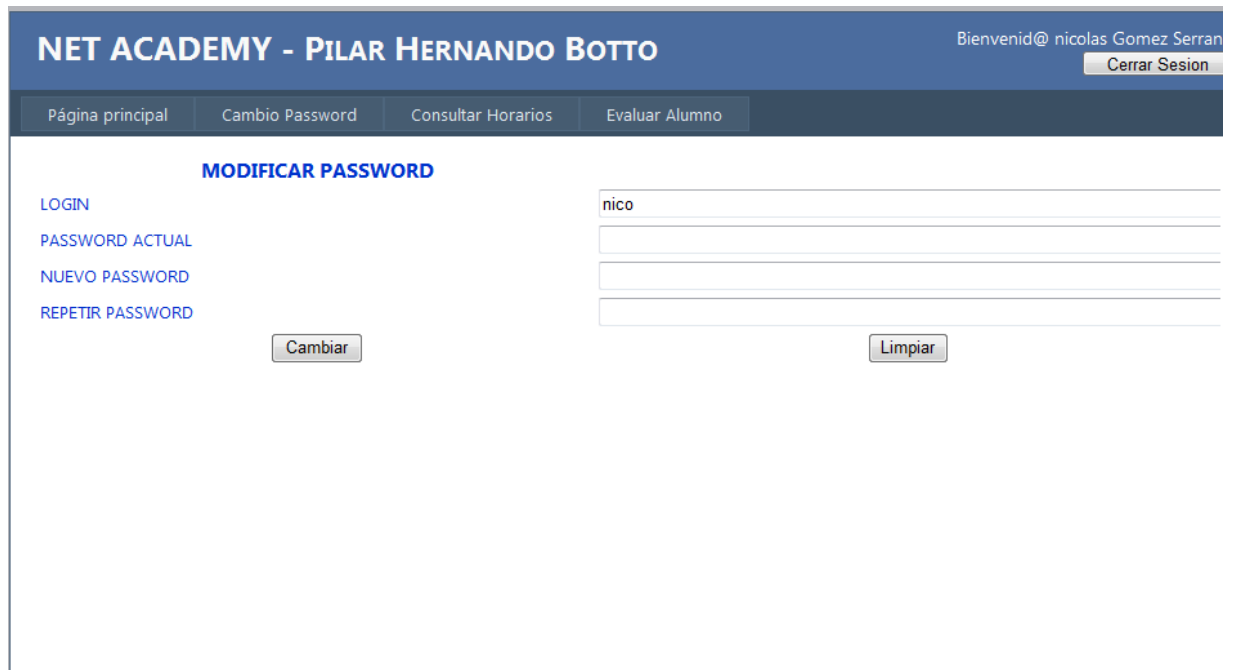 NET ACADEMY - PILAR HERNANDO BOTTO
Bienvenid@ nicolas Gomez Serran
Cerrar Sesion
Página principal Cambio Password Consultar Horarios Evaluar Alumno
MODIFICAR PASSWORD
LOGIN nico
PASSWORD ACTUAL
NUEVO PASSWORD
REPETIR PASSWORD
Cambiar Limpiar